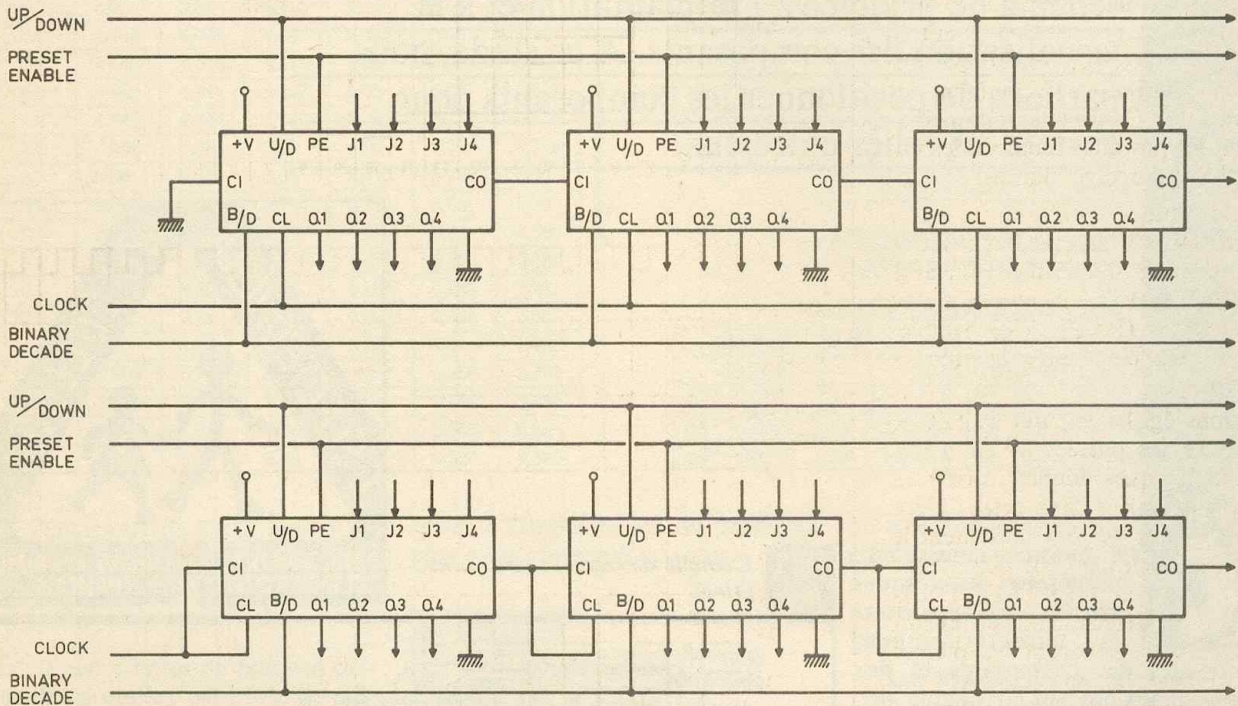 UP/DOWN
PRESET
ENABLE
+V U/D PE J1 J2 J3 J4
+V U/D PE J1 J2 J3 J4
+V U/D PE J1 J2 J3 J4
CI CO
CI CO
CI CO
B/D CL Q1 Q2 Q3 Q4
B/D CL Q1 Q2 Q3 Q4
B/D CL Q1 Q2 Q3 Q4
CLOCK
BINARY
DECADE
UP/DOWN
PRESET
ENABLE
+V U/D PE J1 J2 J3 J4
+V U/D PE J1 J2 J3 J4
+V U/D PE J1 J2 J3 J4
CI CO
CI CO
CI CO
CL B/D Q1 Q2 Q3 Q4
CL B/D Q1 Q2 Q3 Q4
CL B/D Q1 Q2 Q3 Q4
CLOCK
BINARY
DECADE